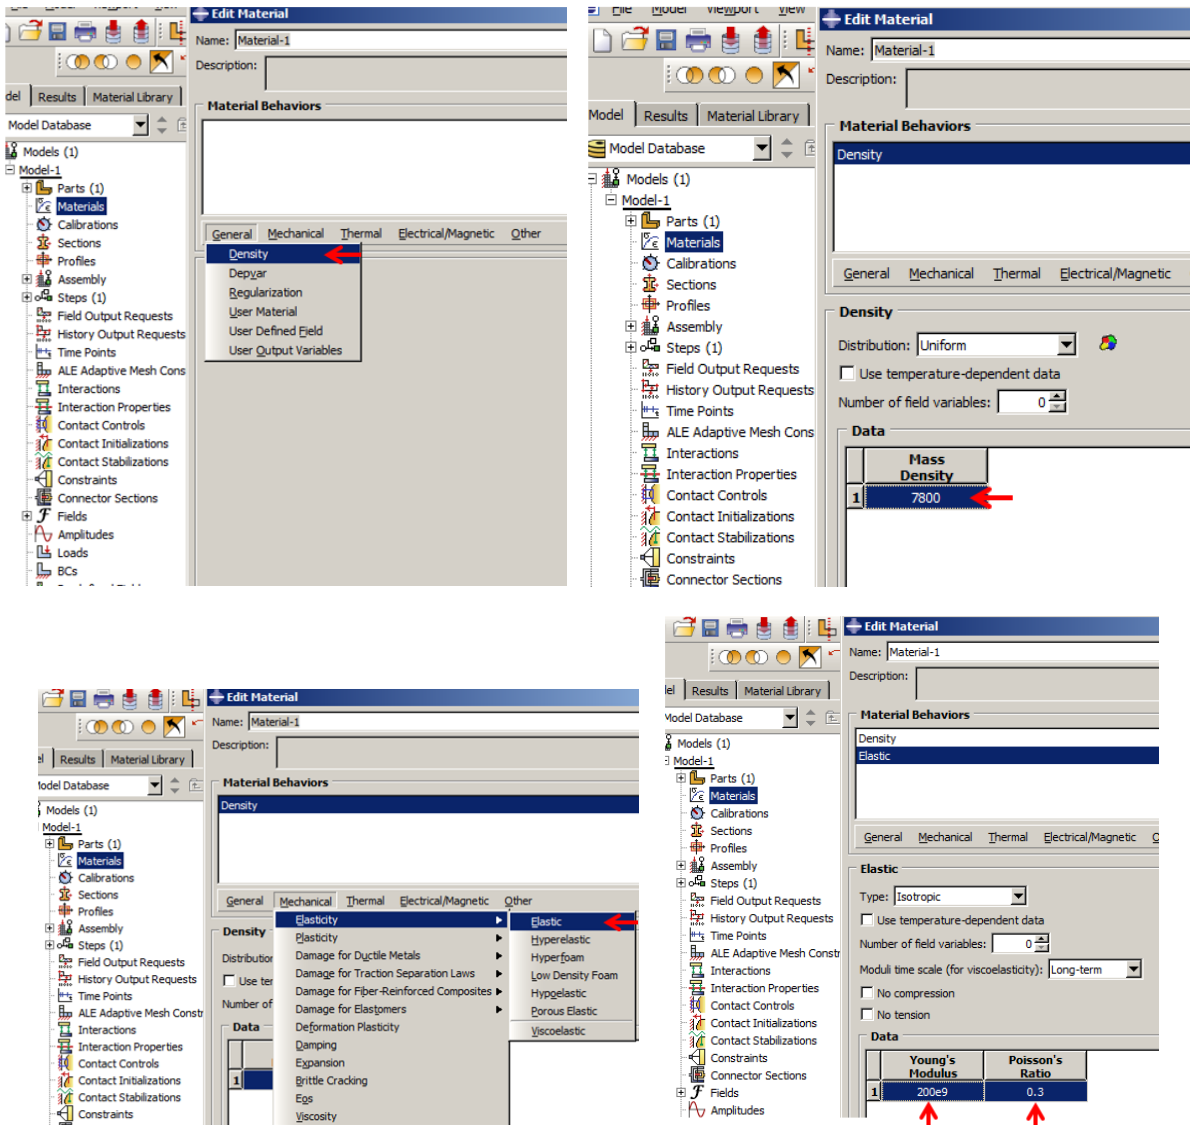 File Model Viewport View
Edit Material
Name: Material-1
Description:
Results Material Library
Model Database
Material Behaviors
Models (1)
Model-1
Parts (1)
Materials
Calibrations
Sections
Profiles
Assembly
Steps (1)
Field Output Requests
History Output Requests
Time Points
ALE Adaptive Mesh Cons
Interactions
Interaction Properties
Contact Controls
Contact Initializations
Contact Stabilizations
Constraints
Connector Sections
Fields
Amplitudes
Loads
BCs
General Mechanical Thermal Electrical/Magnetic Other
Density
Depvar
Regularization
User Material
User Defined Field
User Output Variables
File Model Viewport View
Edit Material
Name: Material-1
Description:
Model Results Material Library
Model Database
Material Behaviors
Density
Models (1)
Model-1
Parts (1)
Materials
Calibrations
Sections
Profiles
Assembly
Steps (1)
Field Output Requests
History Output Requests
Time Points
ALE Adaptive Mesh Cons
Interactions
Interaction Properties
Contact Controls
Contact Initializations
Contact Stabilizations
Constraints
Connector Sections
General Mechanical Thermal Electrical/Magnetic
Density
Distribution: Uniform
Use temperature-dependent data
Number of field variables: 0
Data
Mass
Density
1 7800
Edit Material
Name: Material-1
Description:
Results Material Library
Model Database
Material Behaviors
Density
Models (1)
Model-1
Parts (1)
Materials
Calibrations
Sections
Profiles
Assembly
Steps (1)
Field Output Requests
History Output Requests
Time Points
ALE Adaptive Mesh Constr
Interactions
Interaction Properties
Contact Controls
Contact Initializations
Contact Stabilizations
Constraints
General Mechanical Thermal Electrical/Magnetic Other
Density
Distribution
Use ter
Number of
Data
1
Elasticity
Plasticity
Damage for Ductile Metals
Damage for Traction Separation Laws
Damage for Fiber-Reinforced Composites
Damage for Elastomers
Deformation Plasticity
Damping
Expansion
Brittle Cracking
Eos
Viscosity
Elastic
Hyperelastic
Hyperfoam
Low Density Foam
Hypoelastic
Porous Elastic
Viscoelastic
Edit Material
Name: Material-1
Description:
Results Material Library
Model Database
Material Behaviors
Density
Elastic
Models (1)
Model-1
Parts (1)
Materials
Calibrations
Sections
Profiles
Assembly
Steps (1)
Field Output Requests
History Output Requests
Time Points
ALE Adaptive Mesh Constr
Interactions
Interaction Properties
Contact Controls
Contact Initializations
Contact Stabilizations
Constraints
Connector Sections
Fields
Amplitudes
General Mechanical Thermal Electrical/Magnetic
Elastic
Type: Isotropic
Use temperature-dependent data
Number of field variables: 0
Moduli time scale (for viscoelasticity): Long-term
No compression
No tension
Data
Young's Poisson's
Modulus Ratio
1 200e9 0.3